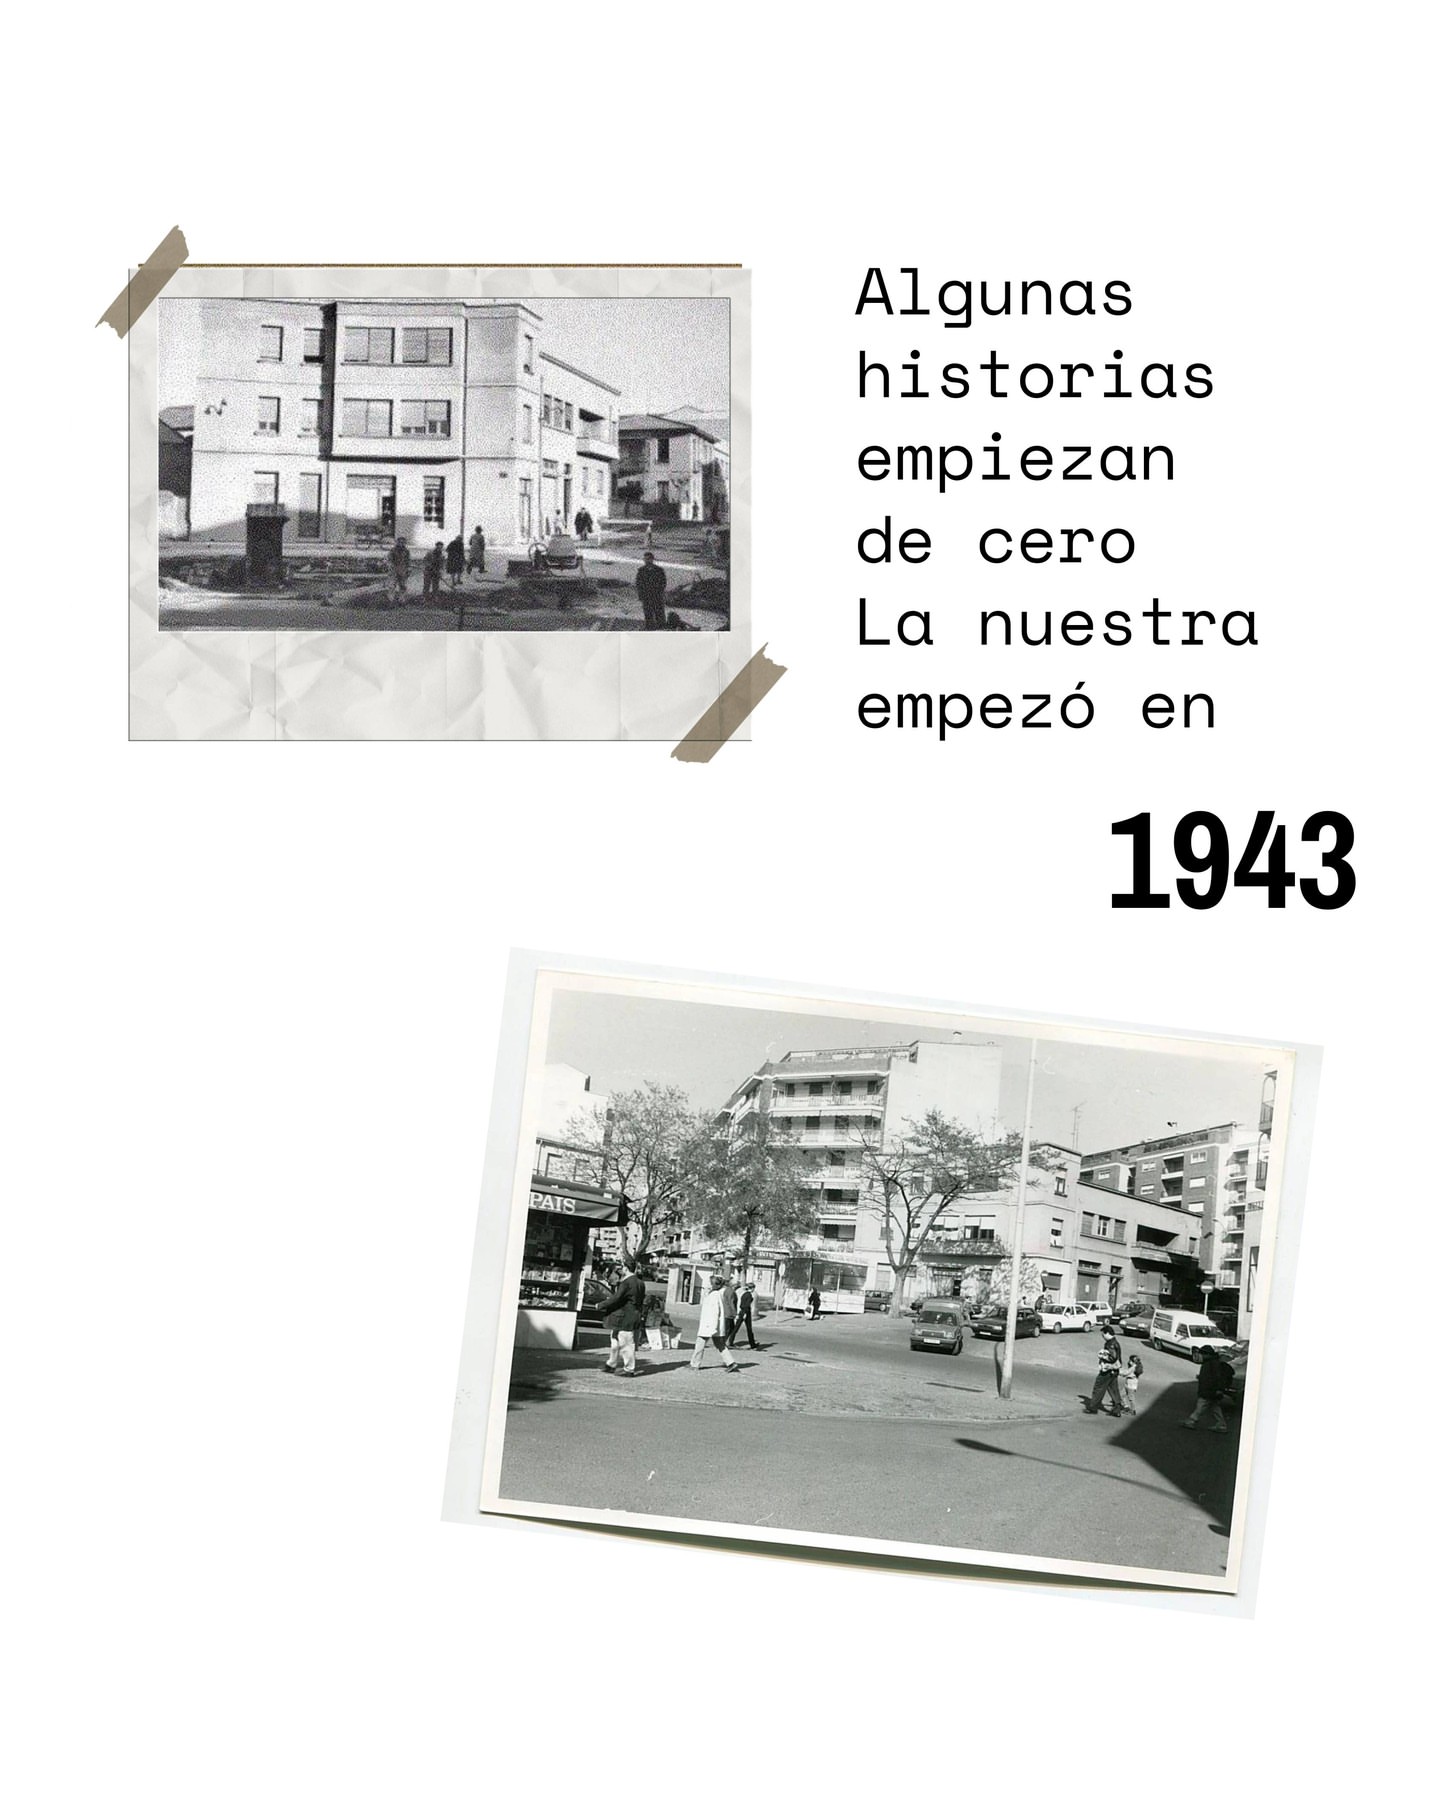 Algunas
historias
empiezan
de cero
La nuestra
empezó en
1943
PAIS